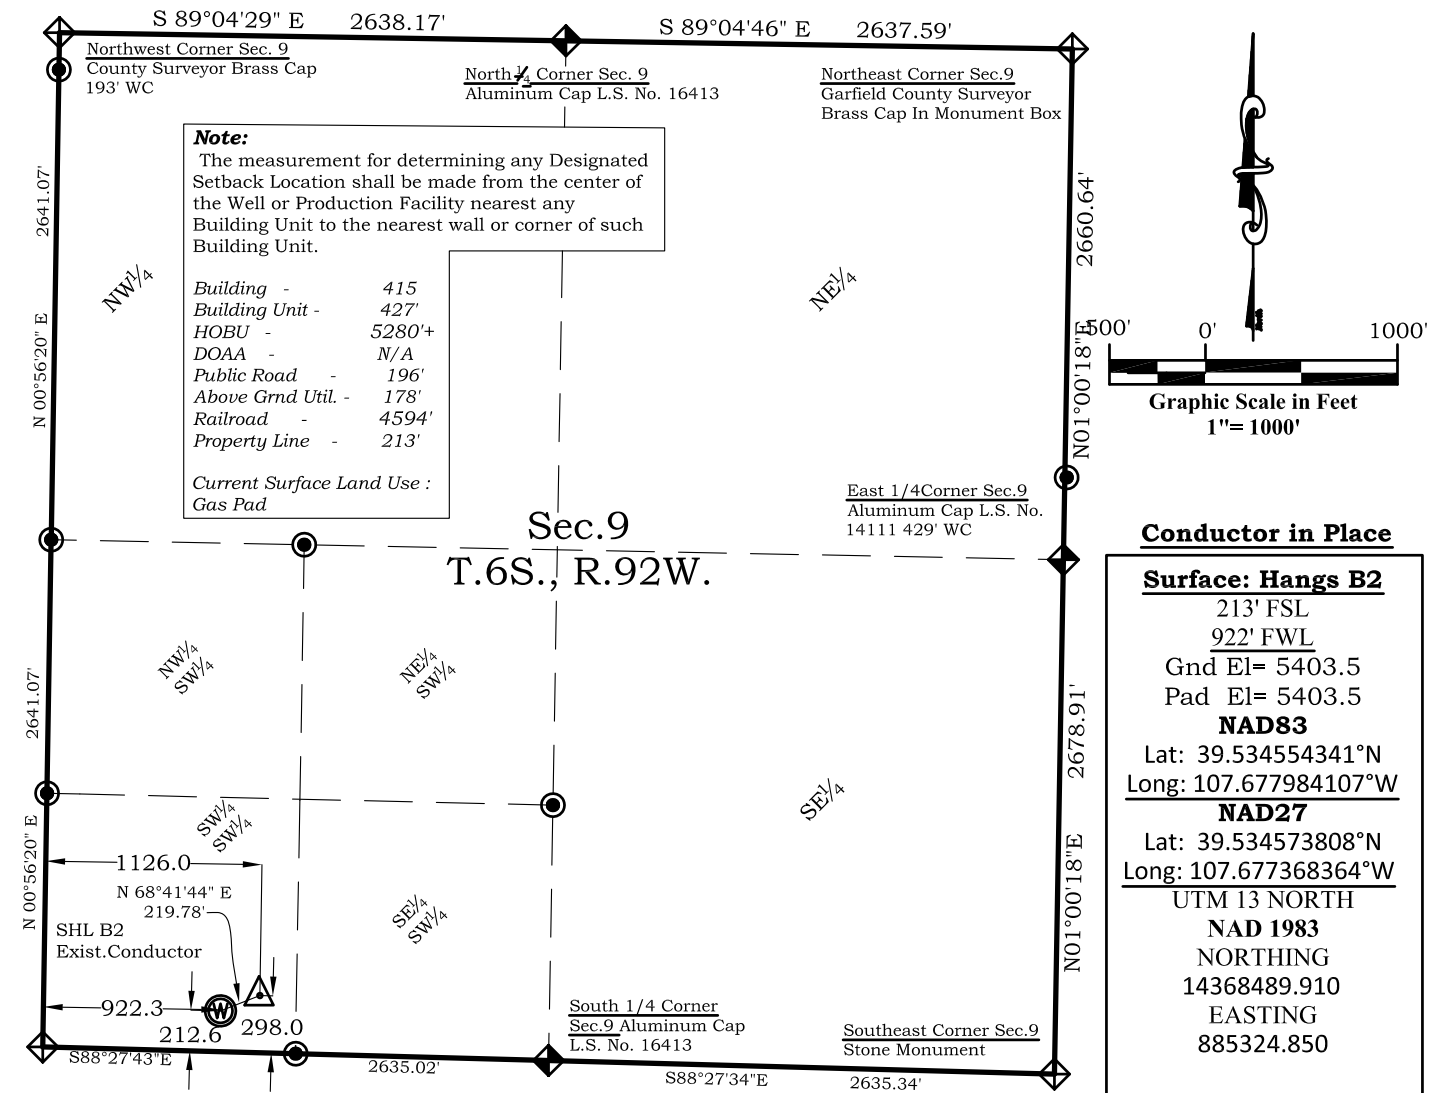 S 89°04'29" E 2638.17'
S 89°04'46" E 2637.59'
Northwest Corner Sec. 9
County Surveyor Brass Cap
193' WC
North 1/4 Corner Sec. 9
Aluminum Cap L.S. No. 16413
Northeast Corner Sec.9
Garfield County Surveyor
Brass Cap In Monument Box
Note:
The measurement for determining any Designated
Setback Location shall be made from the center of
the Well or Production Facility nearest any
Building Unit to the nearest wall or corner of such
Building Unit.
Building - 415
Building Unit - 427'
HOBU - 5280'+
DOAA - N/A
Public Road - 196'
Above Grnd Util. - 178'
Railroad - 4594'
Property Line - 213'
Current Surface Land Use :
Gas Pad
2641.07'
N 00°56'20" E
NW1/4
NE1/4
2660.64'
N01°00'18"E
500' 0' 1000'
Graphic Scale in Feet
1"= 1000'
East 1/4Corner Sec.9
Aluminum Cap L.S. No.
14111 429' WC
Sec.9
T.6S., R.92W.
Conductor in Place
Surface: Hangs B2
213' FSL
922' FWL
Gnd El= 5403.5
Pad El= 5403.5
NAD83
Lat: 39.534554341°N
Long: 107.677984107°W
NAD27
Lat: 39.534573808°N
Long: 107.677368364°W
UTM 13 NORTH
NAD 1983
NORTHING
14368489.910
EASTING
885324.850
NW1/4
SW1/4
NE1/4
SW1/4
2641.07'
N 00°56'20" E
2678.91'
N01°00'18"E
SE1/4
SW1/4
SW1/4
SE1/4
SW1/4
1126.0
N 68°41'44" E
219.78'
SHL B2
Exist.Conductor
W
922.3
212.6
298.0
South 1/4 Corner
Sec.9 Aluminum Cap
L.S. No. 16413
Southeast Corner Sec.9
Stone Monument
S88°27'43"E 2635.02'
S88°27'34"E 2635.34'